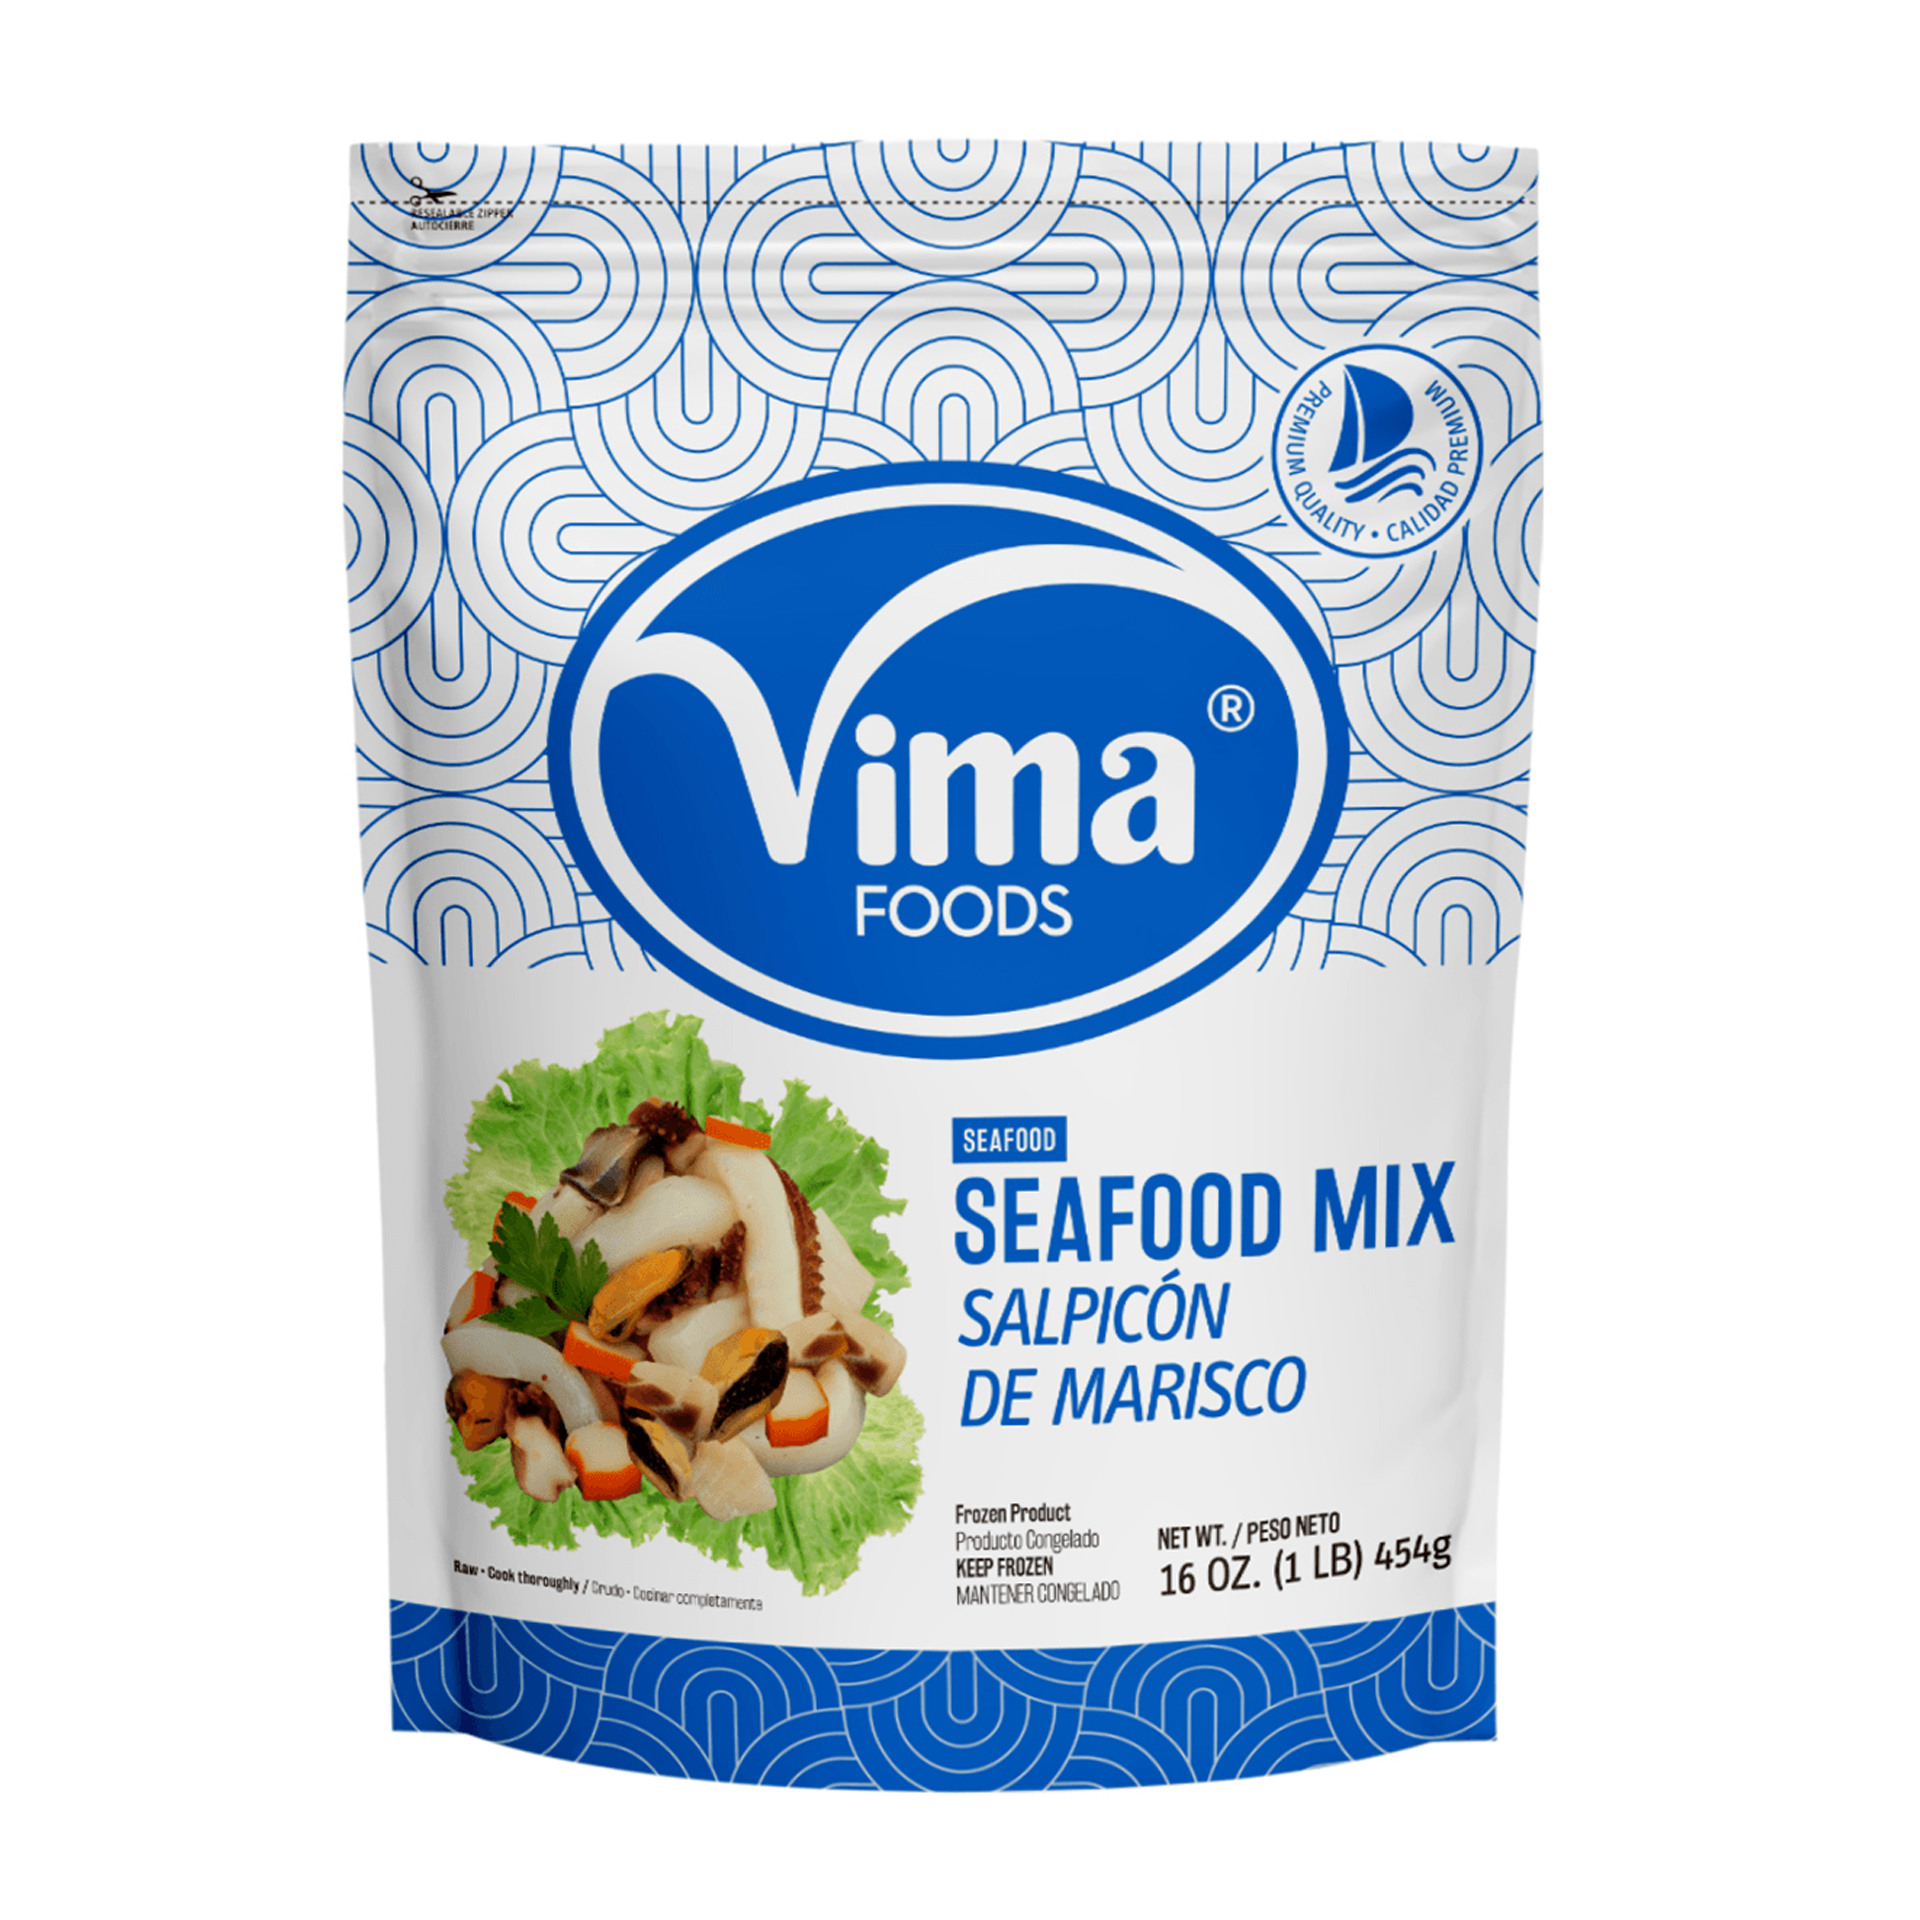 RESEALABLE ZIPPER
AUTOCIERRE
PREMIUM QUALITY • CALIDAD PREMIUM
Vima®
FOODS
SEAFOOD
SEAFOOD MIX
SALPICÓN
DE MARISCO
Frozen Product
Producto Congelado
KEEP FROZEN
MANTENER CONGELADO
NET WT. / PESO NETO
16 OZ. (1 LB) 454g
Raw • Cook thoroughly / Crudo • Cocinar completamente